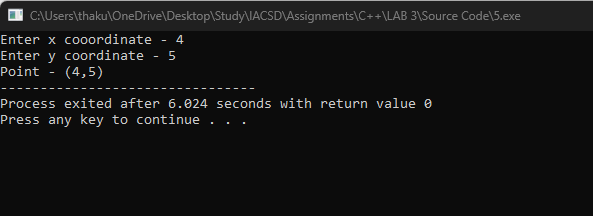 C:\Users\thaku\OneDrive\Desktop\Study\IACSD\Assignments\C++\LAB 3\Source Code\5.exe
Enter x cooordinate - 4
Enter y coordinate - 5
Point - (4,5)
--------------------------------
Process exited after 6.024 seconds with return value 0
Press any key to continue . . .